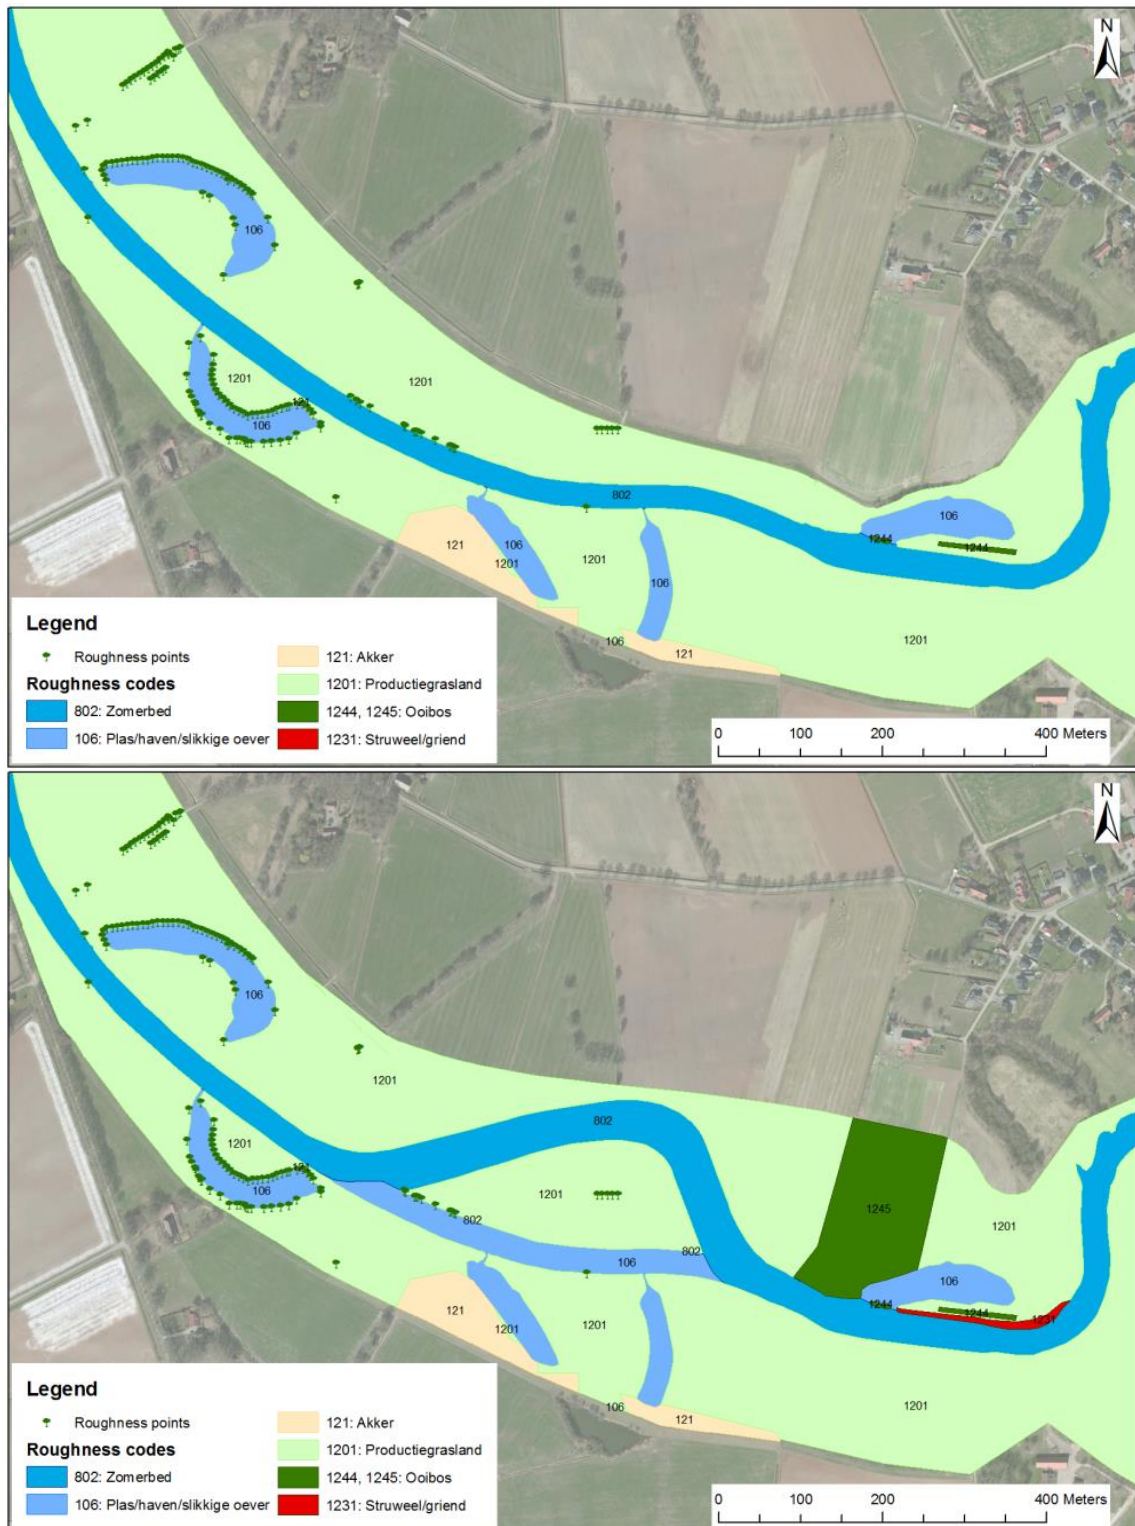 N
106
1201
1201
121
106
802
106
1244
1244
121
106
1201
1201
106
1201
106
121
Legend
Roughness points
Roughness codes
802: Zomerbed
106: Plas/haven/slikkige oever
121: Akker
1201: Productiegrasland
1244, 1245: Ooibos
1231: Struweel/griend
0 100 200 400 Meters
N
106
1201
802
1201
121
106
1201
802
802
106
1245
1201
106
1244
1244
1231
121
1201
1201
1201
106
121
Legend
Roughness points
Roughness codes
802: Zomerbed
106: Plas/haven/slikkige oever
121: Akker
1201: Productiegrasland
1244, 1245: Ooibos
1231: Struweel/griend
0 100 200 400 Meters